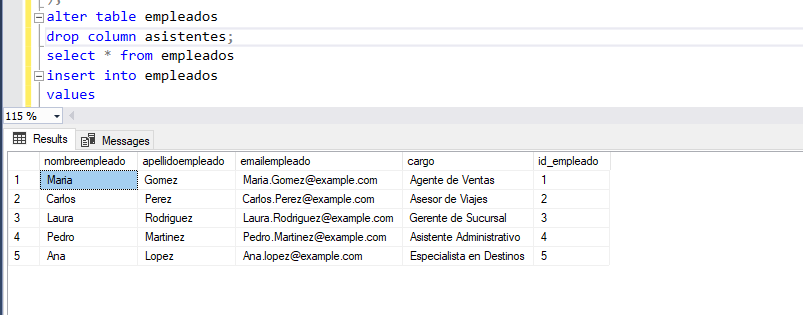 );
alter table empleados
drop column asistentes;
select * from empleados
insert into empleados
values
115 %
Results Messages
nombreempleado apellidoempleado emailempleado cargo id_empleado
1 Maria Gomez Maria.Gomez@example.com Agente de Ventas 1
2 Carlos Perez Carlos.Perez@example.com Asesor de Viajes 2
3 Laura Rodriguez Laura.Rodriguez@example.com Gerente de Sucursal 3
4 Pedro Martinez Pedro.Martinez@example.com Asistente Administrativo 4
5 Ana Lopez Ana.lopez@example.com Especialista en Destinos 5